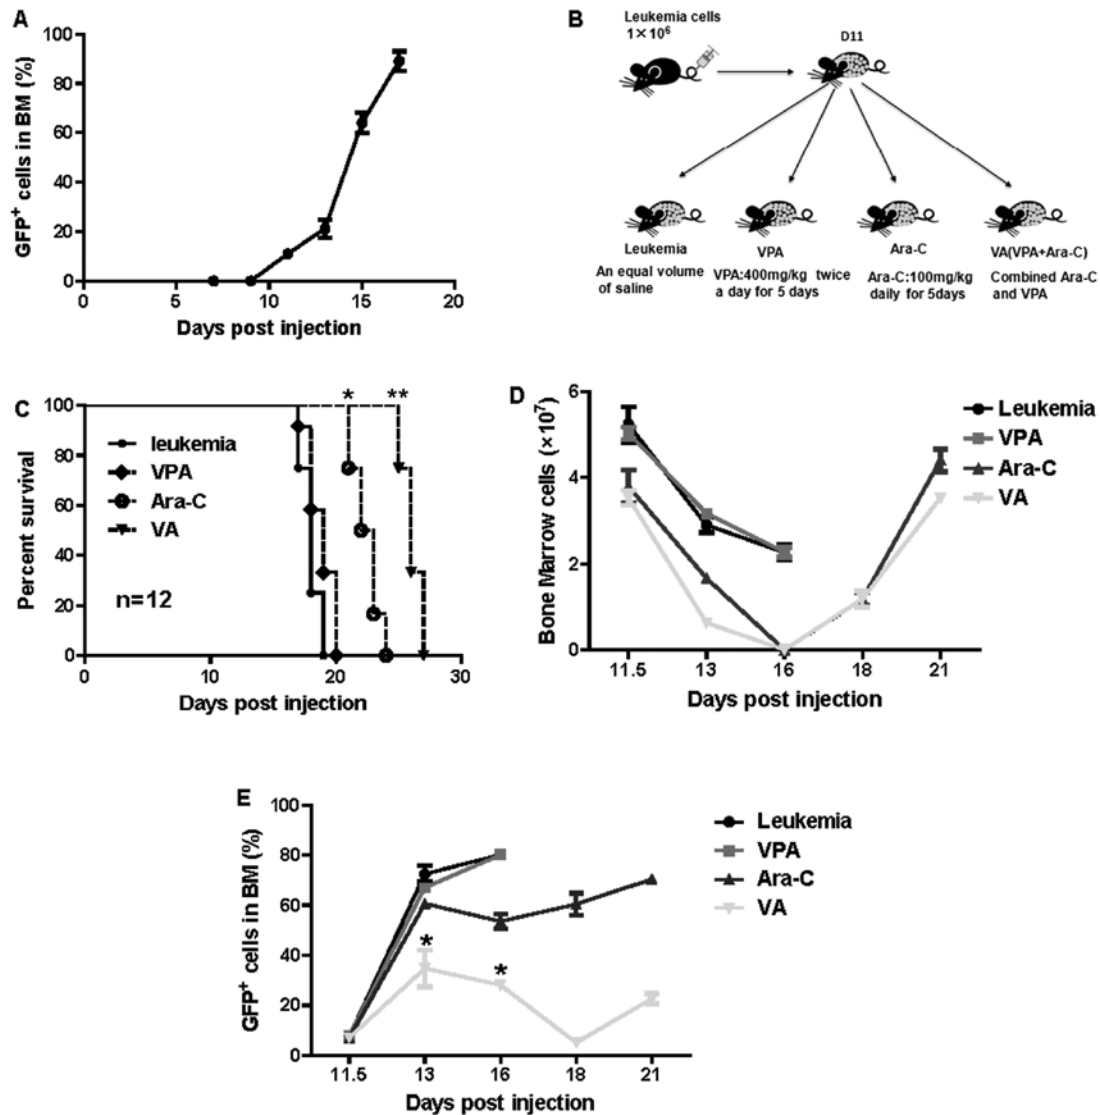 A
GFP⁺ cells in BM (%)
100
80
60
40
20
0
0 5 10 15 20
Days post injection
B
Leukemia cells
1×10⁶
D11
Leukemia
An equal volume
of saline
VPA
VPA:400mg/kg twice
a day for 5 days
Ara-C
Ara-C:100mg/kg
daily for 5days
VA(VPA+Ara-C)
Combined Ara-C
and VPA
C
Percent survival
100
80
60
40
20
0
* **
leukemia
VPA
Ara-C
VA
n=12
0 10 20 30
Days post injection
D
Bone Marrow cells (×10⁷)
6
4
2
0
11.5 13 16 18 21
Days post injection
Leukemia
VPA
Ara-C
VA
E
GFP⁺ cells in BM (%)
100
80
60
40
20
0
*
*
11.5 13 16 18 21
Days post injection
Leukemia
VPA
Ara-C
VA